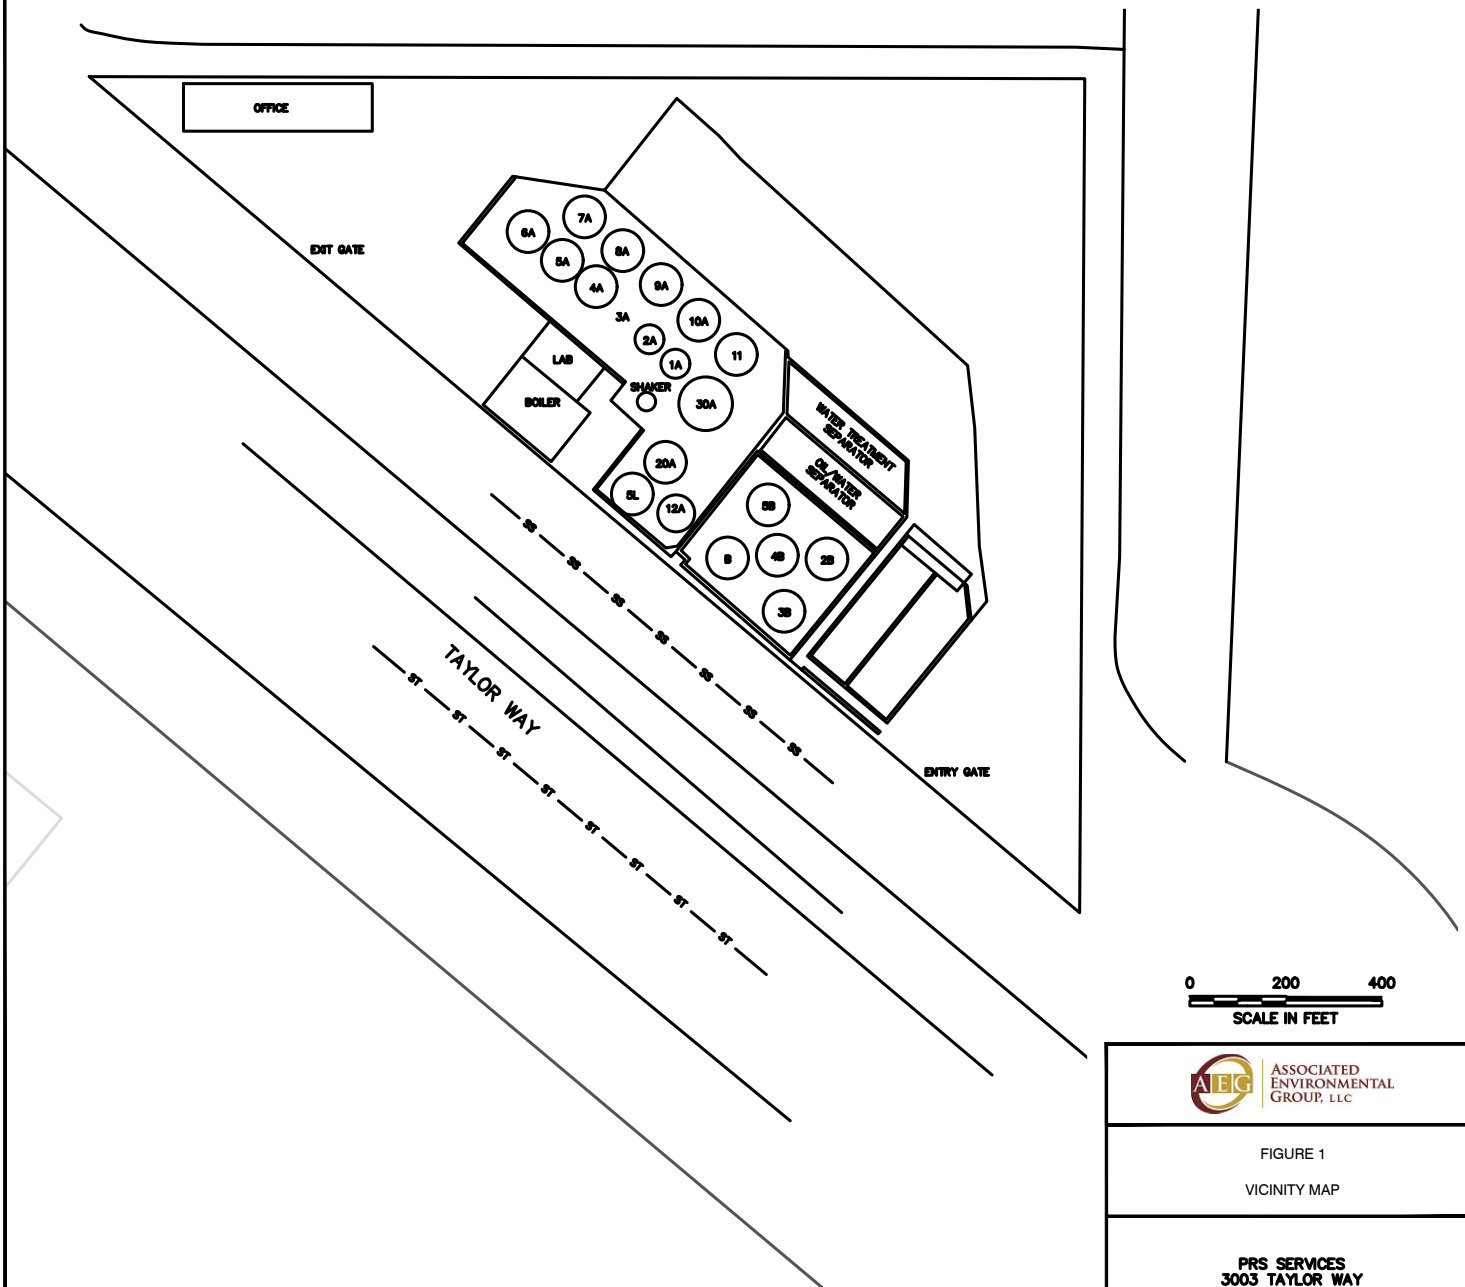 OFFICE
EXIT GATE
7A
6A
8A
5A
9A
4A
3A
10A
2A
11
1A
LAB
SHAKER
BOILER
30A
WATER TREATMENT
SEPARATOR
OIL/WATER
SEPARATOR
20A
5L
12A
5B
4B
2B
3B
SS
SS
SS
SS
SS
SS
SS
TAYLOR WAY
ST
ST
ST
ST
ST
ST
ST
ST
ENTRY GATE
0 200 400
SCALE IN FEET
AEG
ASSOCIATED
ENVIRONMENTAL
GROUP, LLC
FIGURE 1
VICINITY MAP
PRS SERVICES
3003 TAYLOR WAY